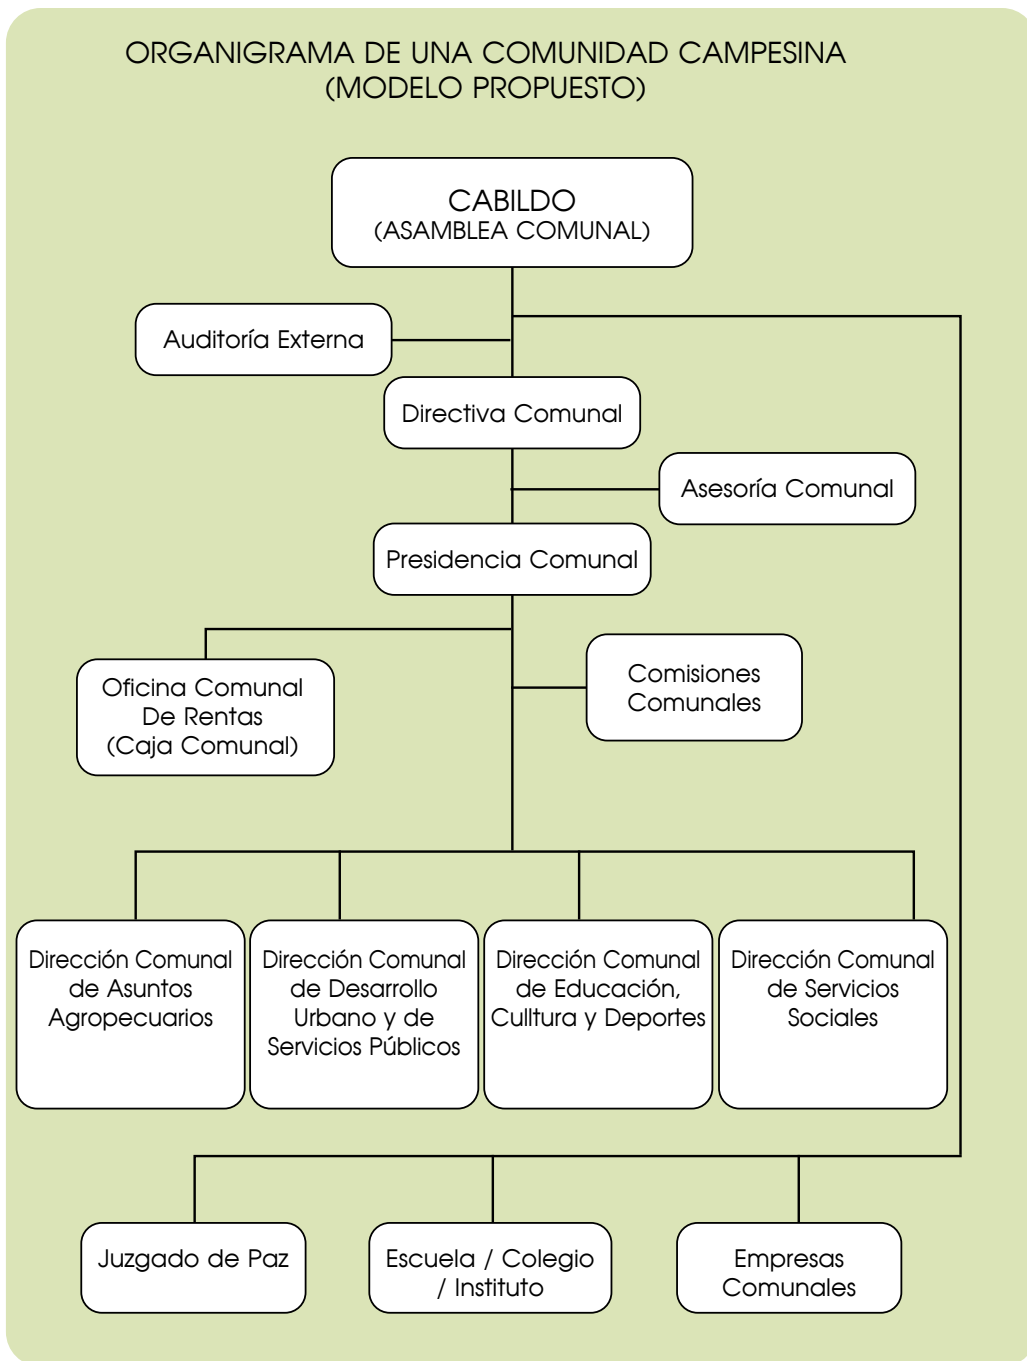 ORGANIGRAMA DE UNA COMUNIDAD CAMPESINA
(MODELO PROPUESTO)
CABILDO
(ASAMBLEA COMUNAL)
Auditoría Externa
Directiva Comunal
Asesoría Comunal
Presidencia Comunal
Oficina Comunal
De Rentas
(Caja Comunal)
Comisiones
Comunales
Dirección Comunal
de Asuntos
Agropecuarios
Dirección Comunal
de Desarrollo
Urbano y de
Servicios Públicos
Dirección Comunal
de Educación,
Culltura y Deportes
Dirección Comunal
de Servicios
Sociales
Juzgado de Paz
Escuela / Colegio
/ Instituto
Empresas
Comunales